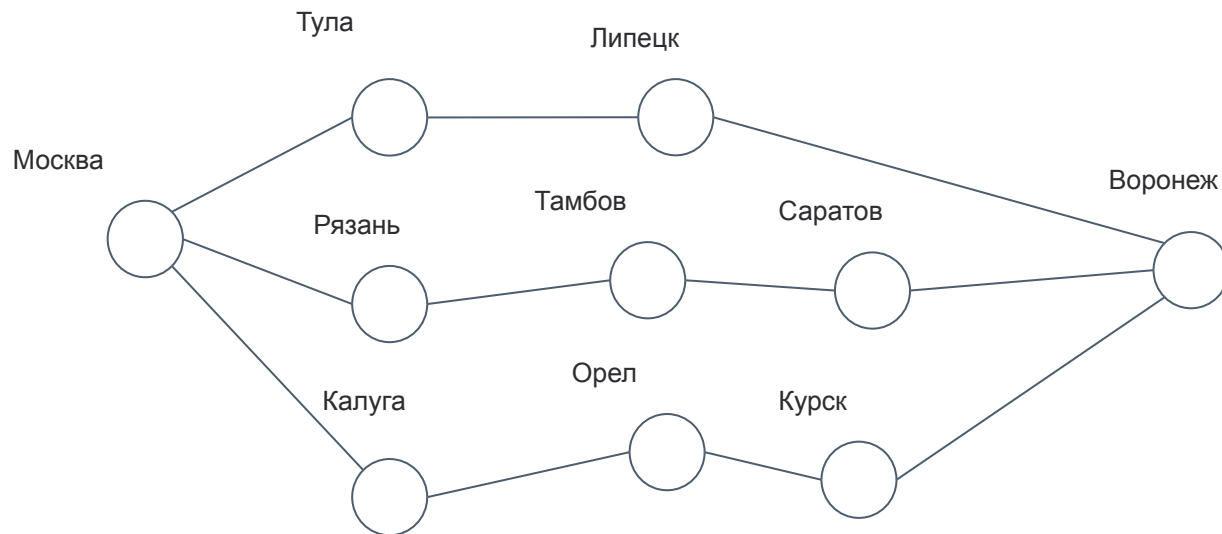 Тула
Липецк
Москва
Воронеж
Рязань
Тамбов
Саратов
Калуга
Орел
Курск